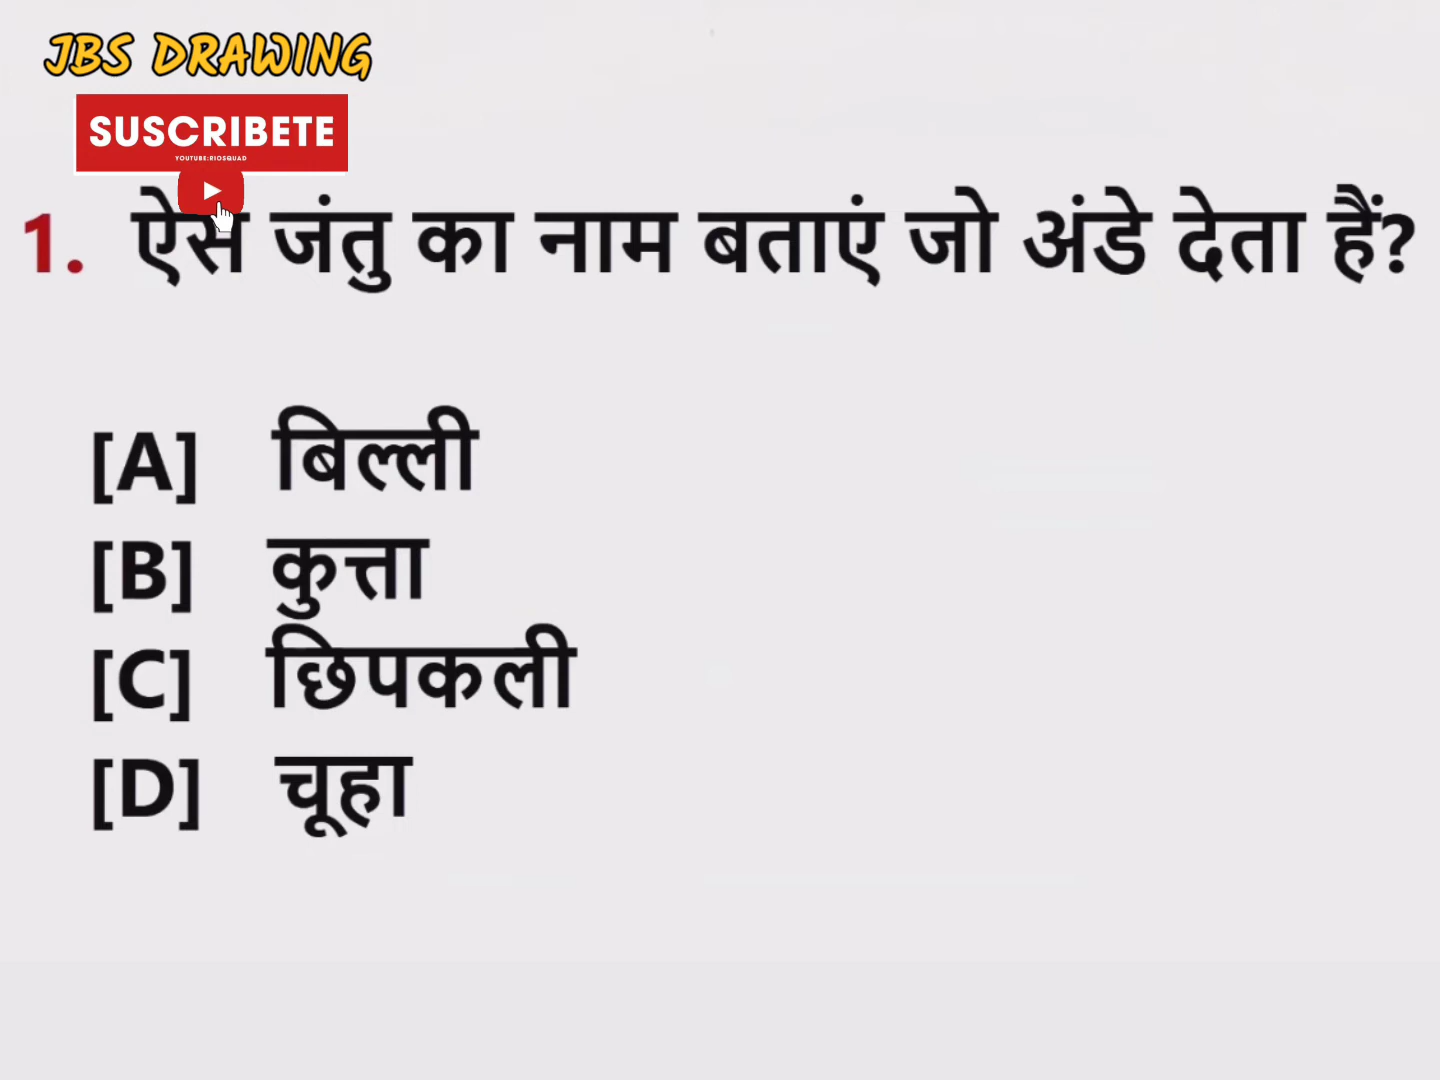 JBS DRAWING
SUSCRIBETE
YOUTUBE:RIOSQUAD
1. ऐसे जंतु का नाम बताएं जो अंडे देता हैं?
[A] बिल्ली
[B] कुत्ता
[C] छिपकली
[D] चूहा